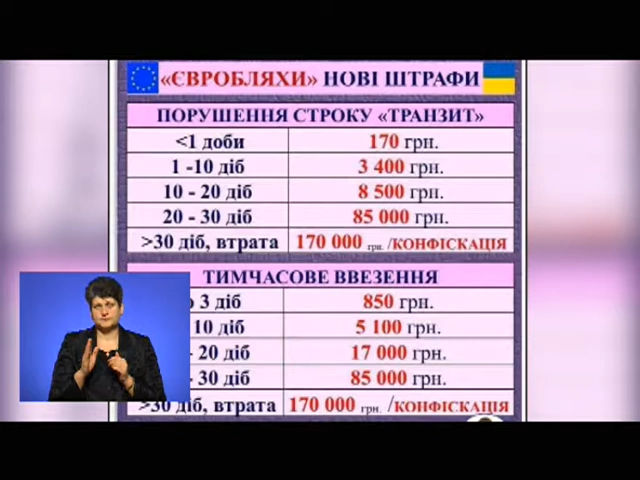 «ЄВРОБЛЯХИ» НОВІ ШТРАФИ
ПОРУШЕННЯ СТРОКУ «ТРАНЗИТ»
<1 доби 170 грн.
1 -10 діб 3 400 грн.
10 - 20 діб 8 500 грн.
20 - 30 діб 85 000 грн.
>30 діб, втрата 170 000 грн. /КОНФІСКАЦІЯ
ТИМЧАСОВЕ ВВЕЗЕННЯ
3 діб 850 грн.
10 діб 5 100 грн.
- 20 діб 17 000 грн.
- 30 діб 85 000 грн.
>30 діб, втрата 170 000 грн. /КОНФІСКАЦІЯ